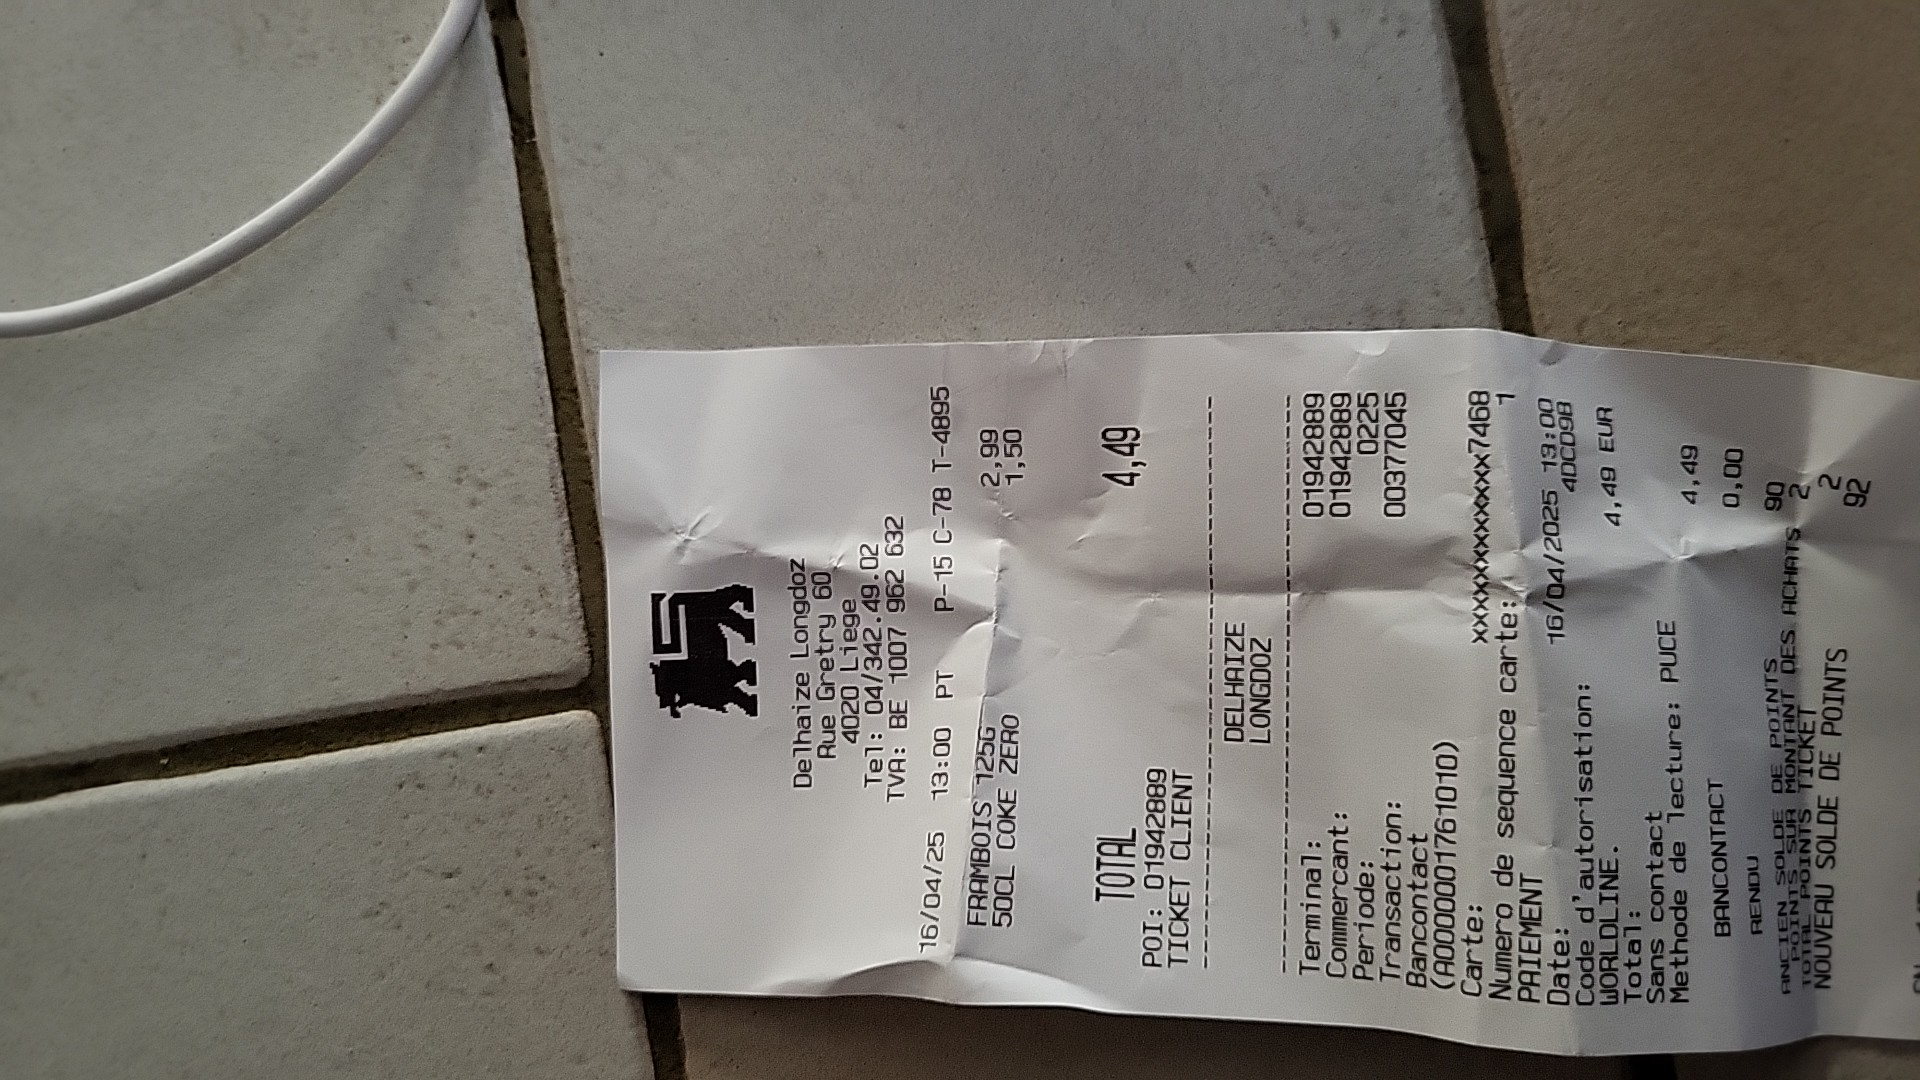 Delhaize Longdoz
Rue Gretry 60
4020 Liege
Tel: 04/342.49.02
TVA: BE 1007 962 632
16/04/25 13:00 PT P-15 C-78 T-4895
FRAMBOIS 125G 2,99
50CL COKE ZERO 1,50
TOTAL 4,49
POI: 01942889
TICKET CLIENT
DELHAIZE
LONGDOZ
Terminal: 01942889
Commercant: 01942889
Periode: 0225
Transaction: 00377045
Bancontact
(A0000001761010)
Carte: xxxxxxxxxxxxx7468
Numero de sequence carte: 1
PAIEMENT
Date: 16/04/2025 13:00
Code d'autorisation: 4DCD9B
WORLDLINE.
Total: 4,49 EUR
Sans contact
Methode de lecture: PUCE
BANCONTACT 4,49
RENDU 0,00
ANCIEN SOLDE DE POINTS 90
POINTS SUR MONTANT DES ACHATS 2
TOTAL POINTS TICKET 2
NOUVEAU SOLDE DE POINTS 92